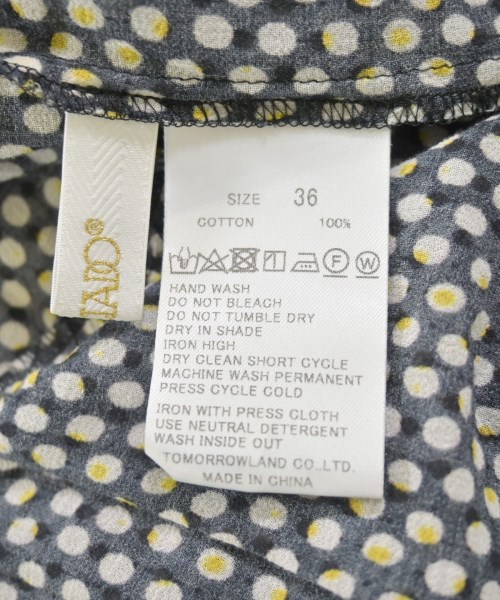 SIZE 36
COTTON 100%
F W
HAND WASH
DO NOT BLEACH
DO NOT TUMBLE DRY
DRY IN SHADE
IRON HIGH
DRY CLEAN SHORT CYCLE
MACHINE WASH PERMANENT
PRESS CYCLE COLD
IRON WITH PRESS CLOTH
USE NEUTRAL DETERGENT
WASH INSIDE OUT
TOMORROWLAND CO.,LTD.
MADE IN CHINA